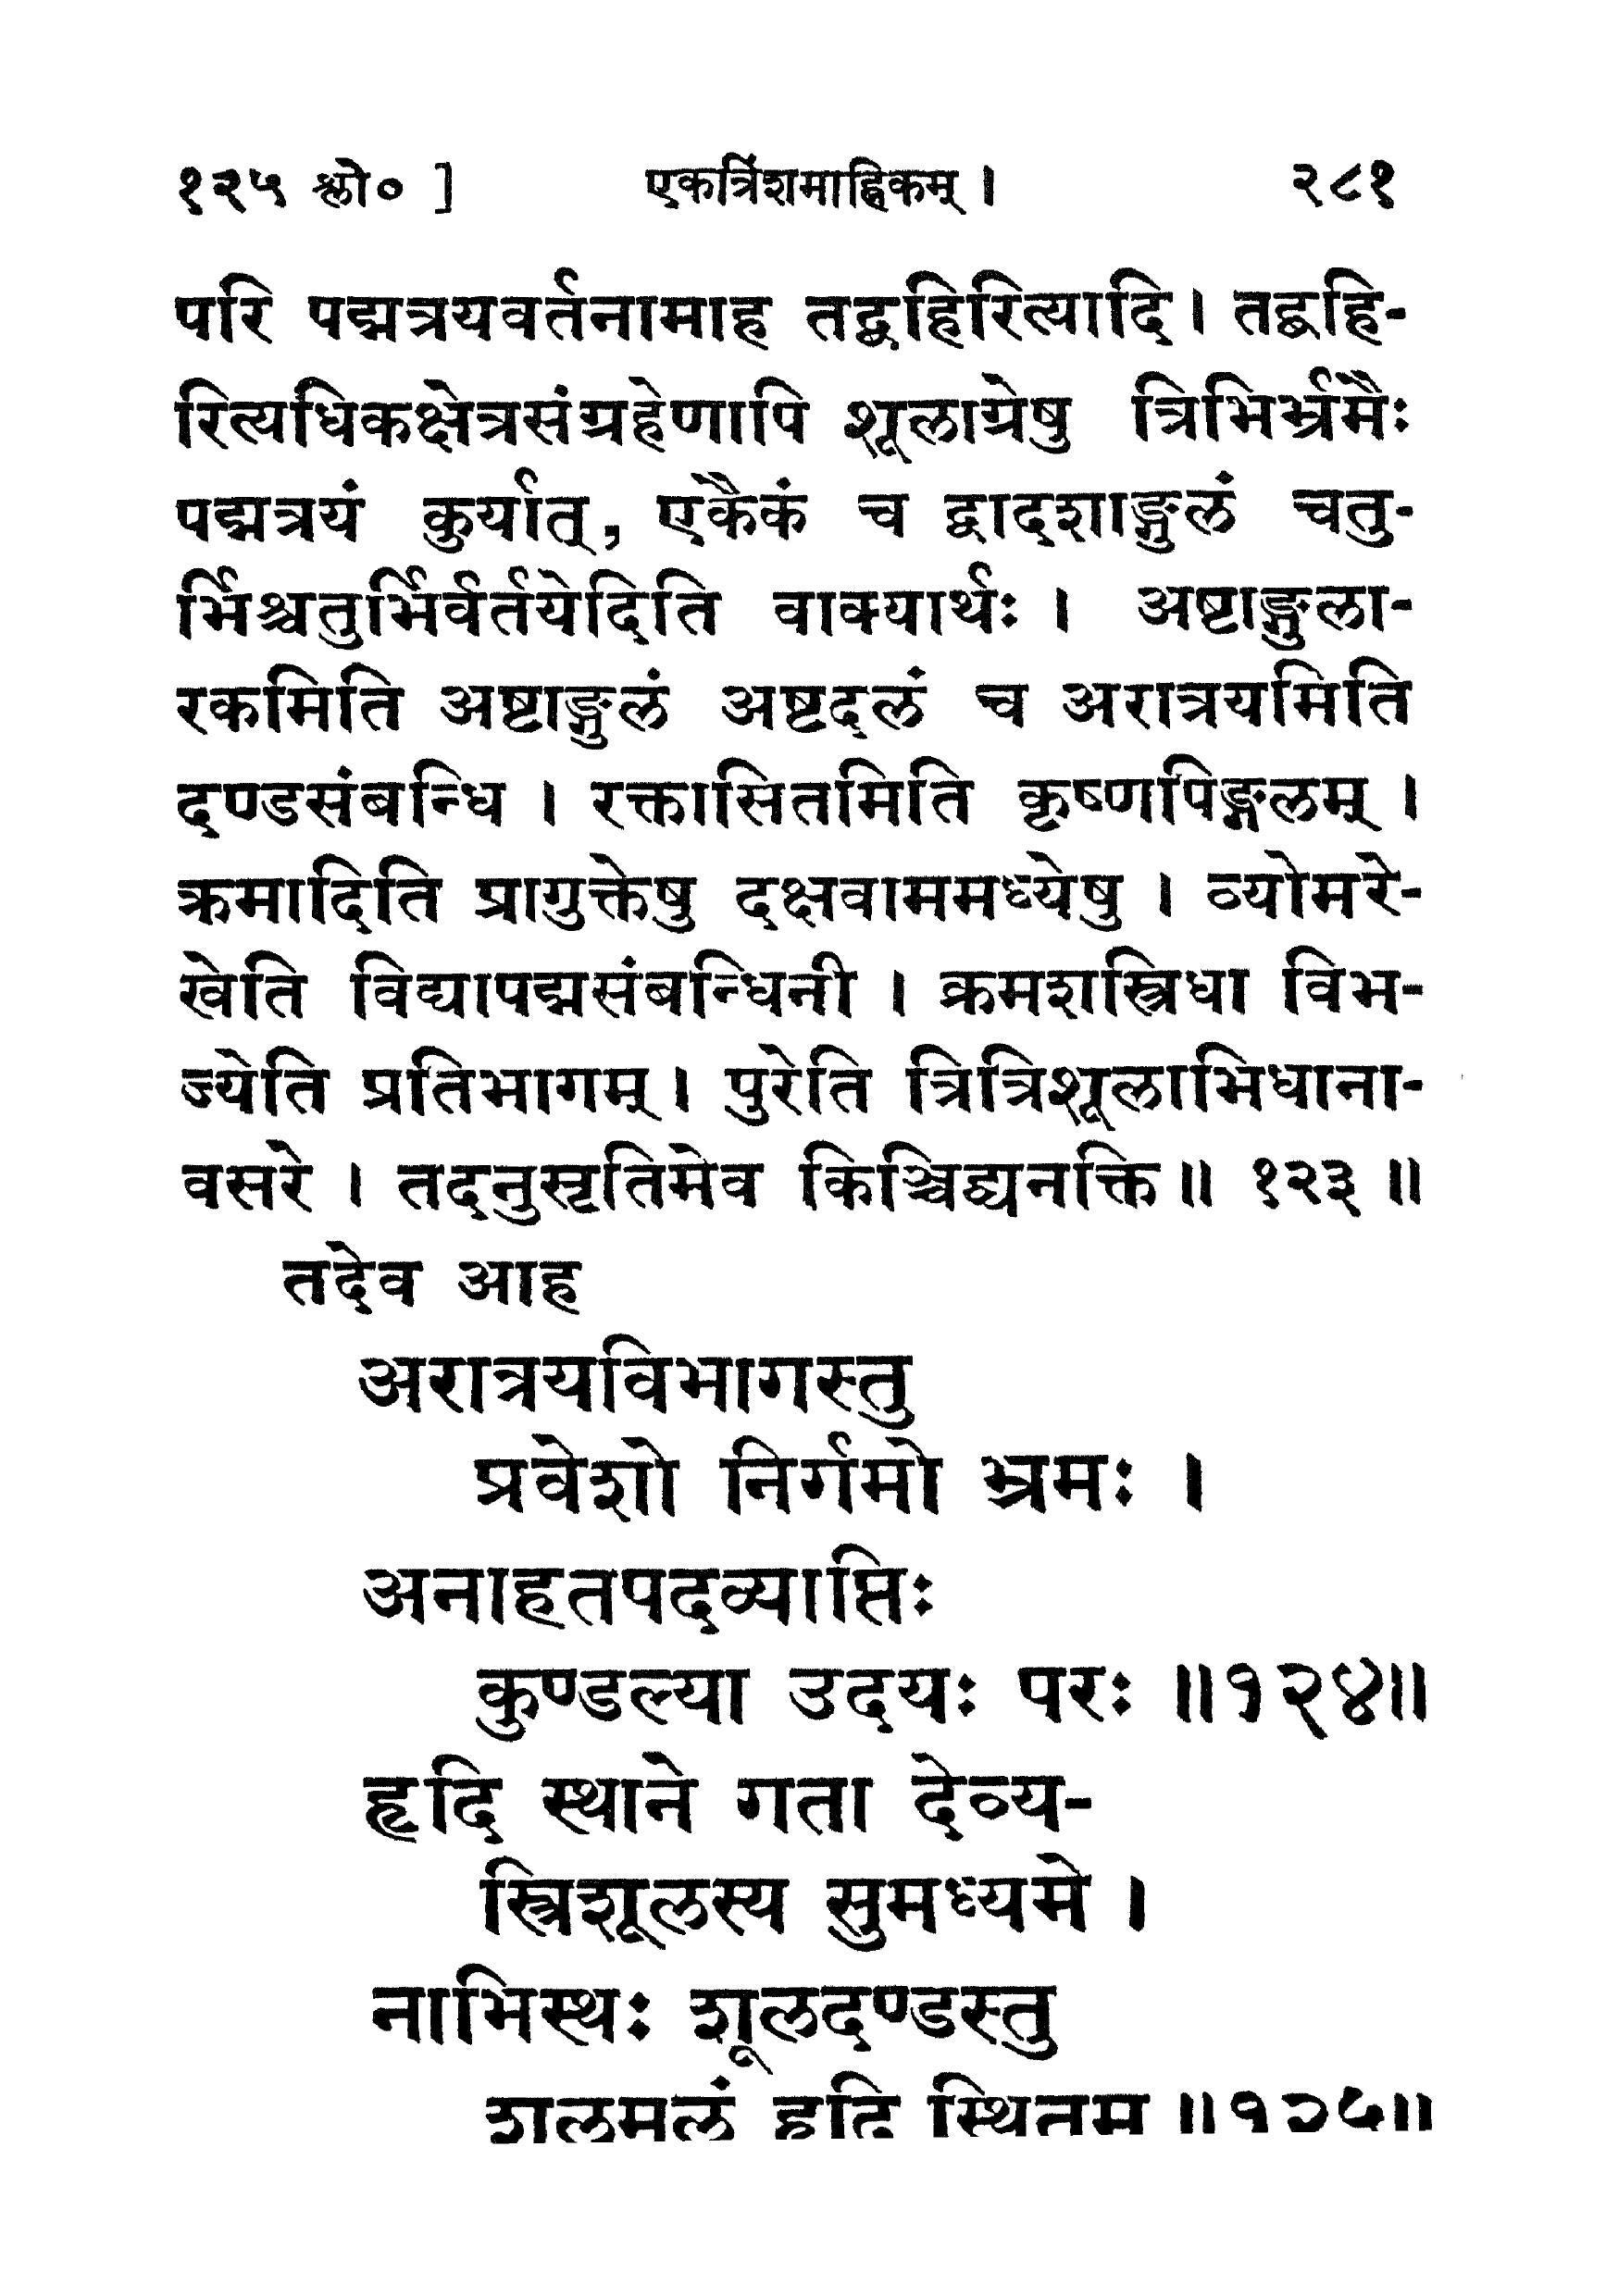 १२५ श्लो० ] एकत्रिंशमाह्निकम् । २८१
परि पद्मत्रयवर्तनामाह तद्बहिरित्यादि । तद्बहि-
रित्यधिकक्षेत्रसंग्रहेणापि शूलाग्रेषु त्रिभिर्भ्रमैः
पद्मत्रयं कुर्यात्, एकैकं च द्वादशाङ्गुलं चतु-
र्भिश्चतुर्भिर्वर्तयेदिति वाक्यार्थः । अष्टाङ्गुला-
रकमिति अष्टाङ्गुलं अष्टदलं च अरात्रयमिति
दण्डसंबन्धि । रक्तासितमिति कृष्णपिङ्गलम् ।
क्रमादिति प्रागुक्तेषु दक्षवाममध्येषु । व्योमरे-
खेति विद्यापद्मसंबन्धिनी । क्रमशस्त्रिधा विभ-
ज्येति प्रतिभागम् । पुरेति त्रित्रिशूलाभिधाना-
वसरे । तदनुसृतिमेव किञ्चिद्व्यनक्ति ॥ १२३ ॥
तदेव आह
अरात्रयविभागस्तु
प्रवेशो निर्गमो भ्रमः ।
अनाहतपदव्याप्तिः
कुण्डल्या उदयः परः ॥१२४॥
हृदि स्थाने गता देव्य-
स्त्रिशूलस्य सुमध्यमे ।
नाभिस्थः शूलदण्डस्तु
शूलमूलं हृदि स्थितम् ॥१२५॥